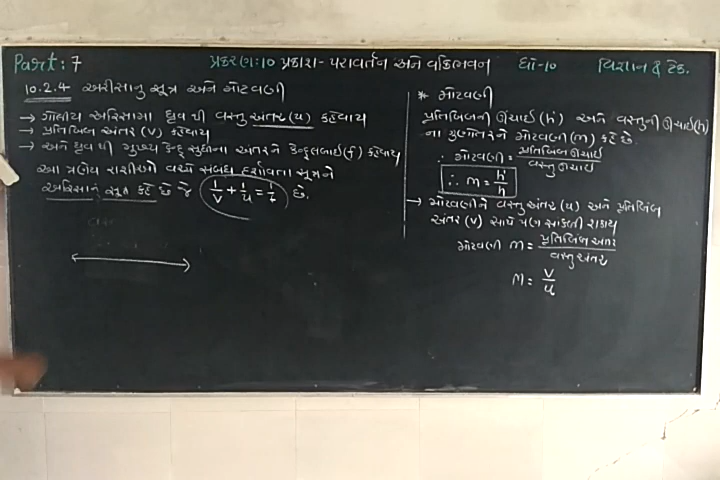 Part: 7 પ્રકરણ:10 પ્રકાશ - પરાવર્તન અને વક્રિભવન ધો-10 વિજ્ઞાન & ટેક.
10.2.4 અરીસાનુ સૂત્ર અને મોટવણી
→ ગોલીય અરિસામા ધ્રુવ થી વસ્તુ અંતર (u) કહેવાય
→ પ્રતિબિંબ અંતર (v) કહેવાય
→ અને ધ્રુવ થી મુખ્ય કેન્દ્ર સુધીના અંતરને કેન્દ્રલંબાઈ (f) કહેવાય
આ ત્રણેય રાશીઓ વચ્ચે સંબંધ દર્શાવતા સૂત્રને
અરિસાનું સૂત્ર કહે છે જે 1/v + 1/u = 1/f છે.
* મોટવણી
પ્રતિબિંબની ઊંચાઈ (h') અને વસ્તુની ઊંચાઈ (h)
ના ગુણોતરને મોટવણી (m) કહે છે.
∴ મોટવણી = પ્રતિબિંબ ઊંચાઈ / વસ્તુ ઊંચાઈ
∴ m = h'/h
→ મોટવણીને વસ્તુ અંતર (u) અને પ્રતિબિંબ
અંતર (v) સાથે પણ સાંકળી શકાય
મોટવણી m = પ્રતિબિંબ અંતર / વસ્તુ અંતર
m = v/u